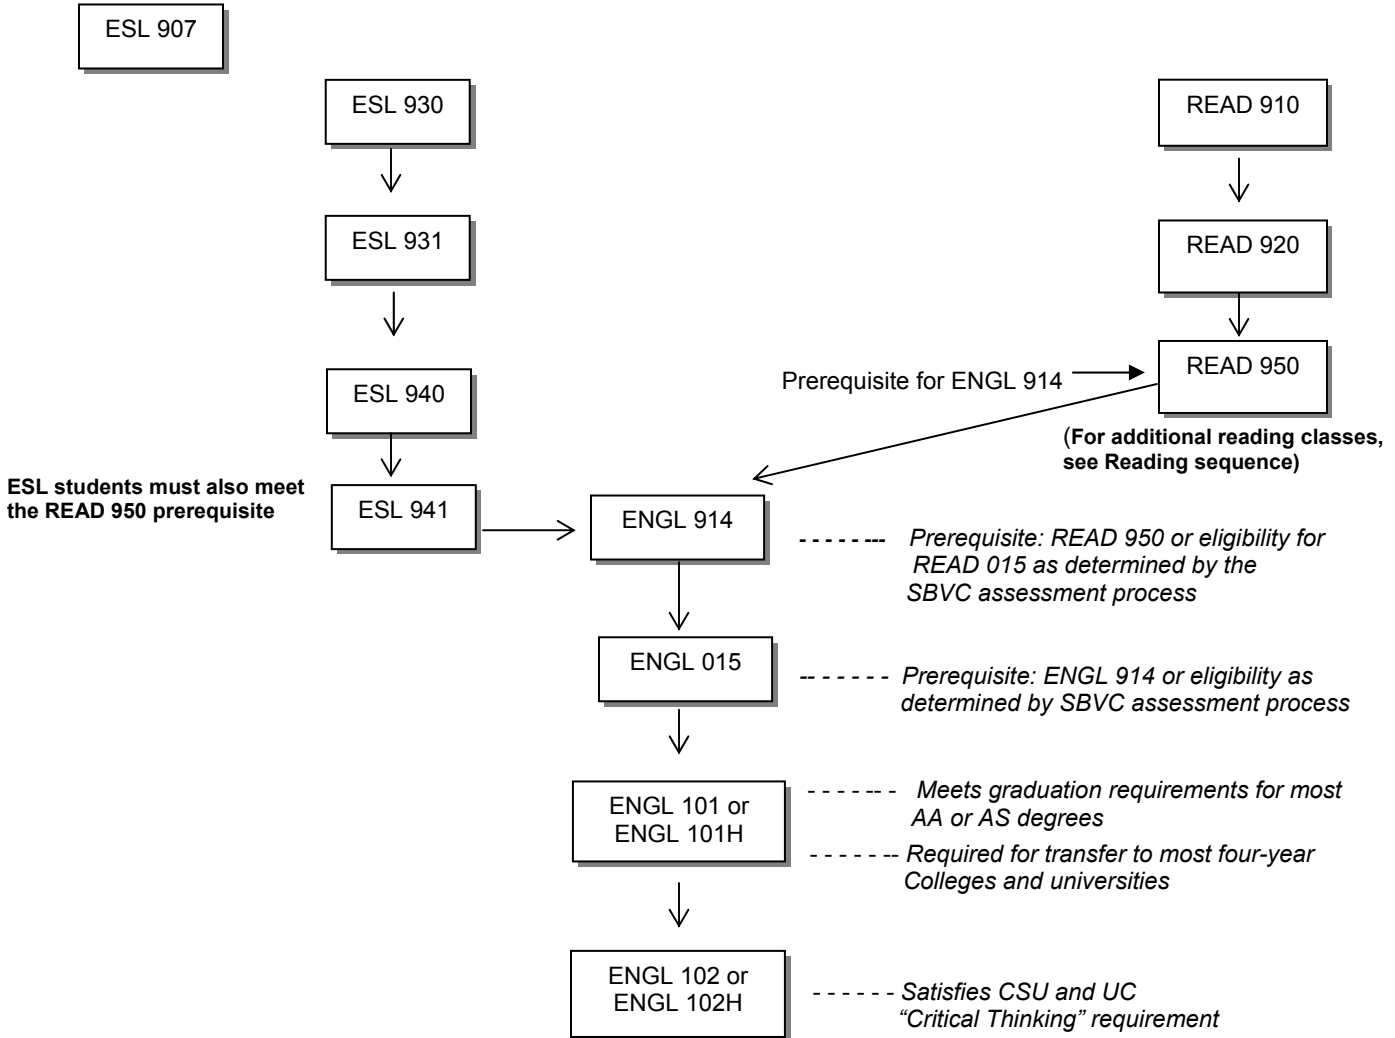 ESL 907
ESL 930
READ 910
ESL 931
READ 920
ESL 940
Prerequisite for ENGL 914
READ 950
(For additional reading classes,
see Reading sequence)
ESL students must also meet
the READ 950 prerequisite
ESL 941
ENGL 914
Prerequisite: READ 950 or eligibility for
READ 015 as determined by the
SBVC assessment process
ENGL 015
Prerequisite: ENGL 914 or eligibility as
determined by SBVC assessment process
ENGL 101 or
ENGL 101H
Meets graduation requirements for most
AA or AS degrees
Required for transfer to most four-year
Colleges and universities
ENGL 102 or
ENGL 102H
Satisfies CSU and UC
“Critical Thinking” requirement